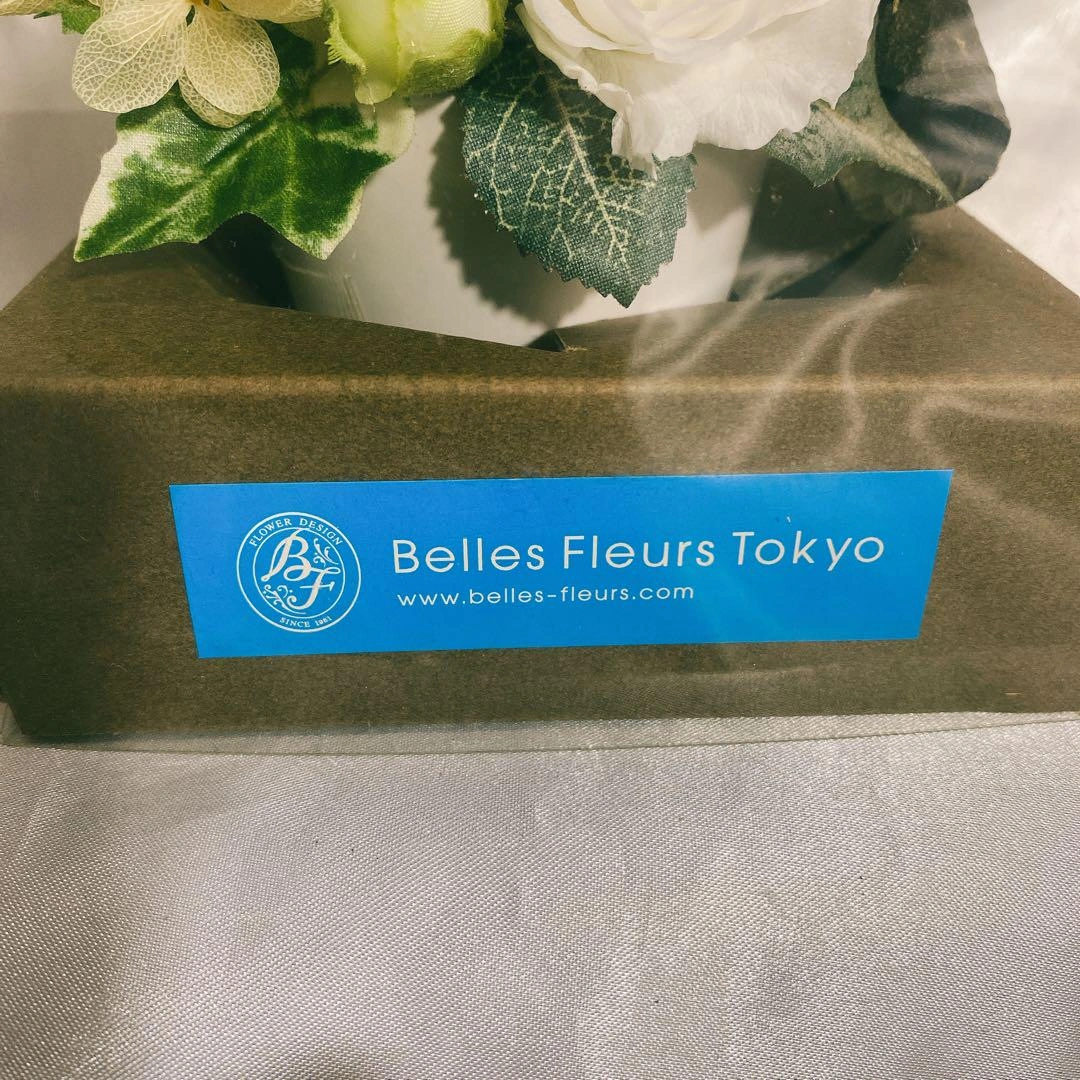 FLOWER DESIGN
BF
SINCE 1981
Belles Fleurs Tokyo
www.belles-fleurs.com